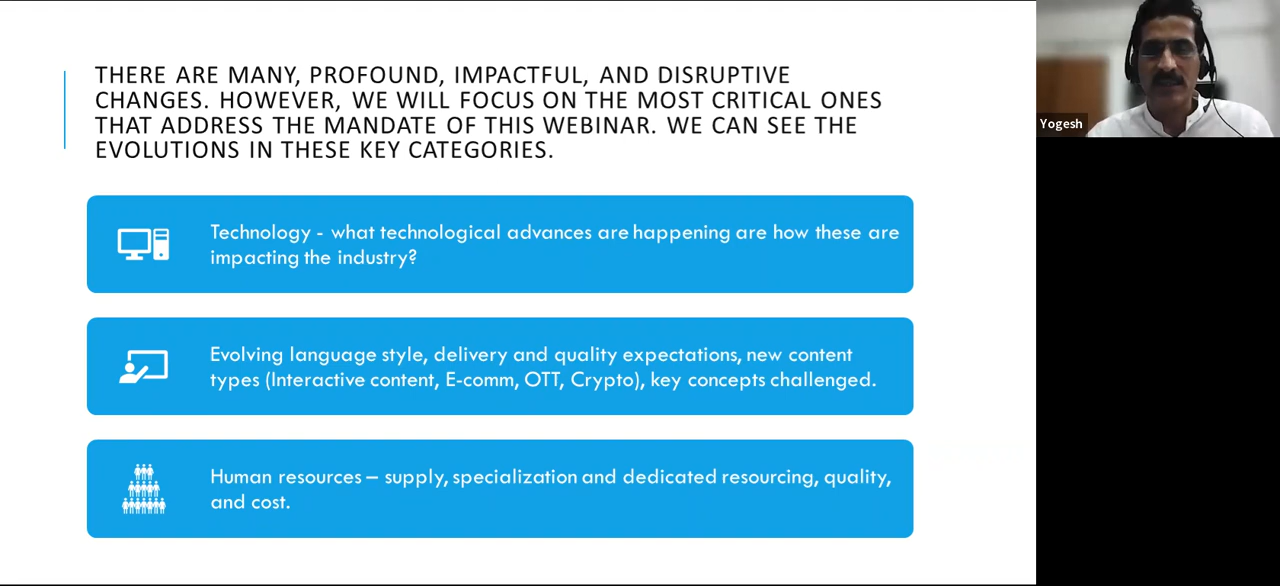 THERE ARE MANY, PROFOUND, IMPACTFUL, AND DISRUPTIVE
CHANGES. HOWEVER, WE WILL FOCUS ON THE MOST CRITICAL ONES
THAT ADDRESS THE MANDATE OF THIS WEBINAR. WE CAN SEE THE
EVOLUTIONS IN THESE KEY CATEGORIES.
Technology - what technological advances are happening are how these are
impacting the industry?
Evolving language style, delivery and quality expectations, new content
types (Interactive content, E-comm, OTT, Crypto), key concepts challenged.
Human resources – supply, specialization and dedicated resourcing, quality,
and cost.
Yogesh